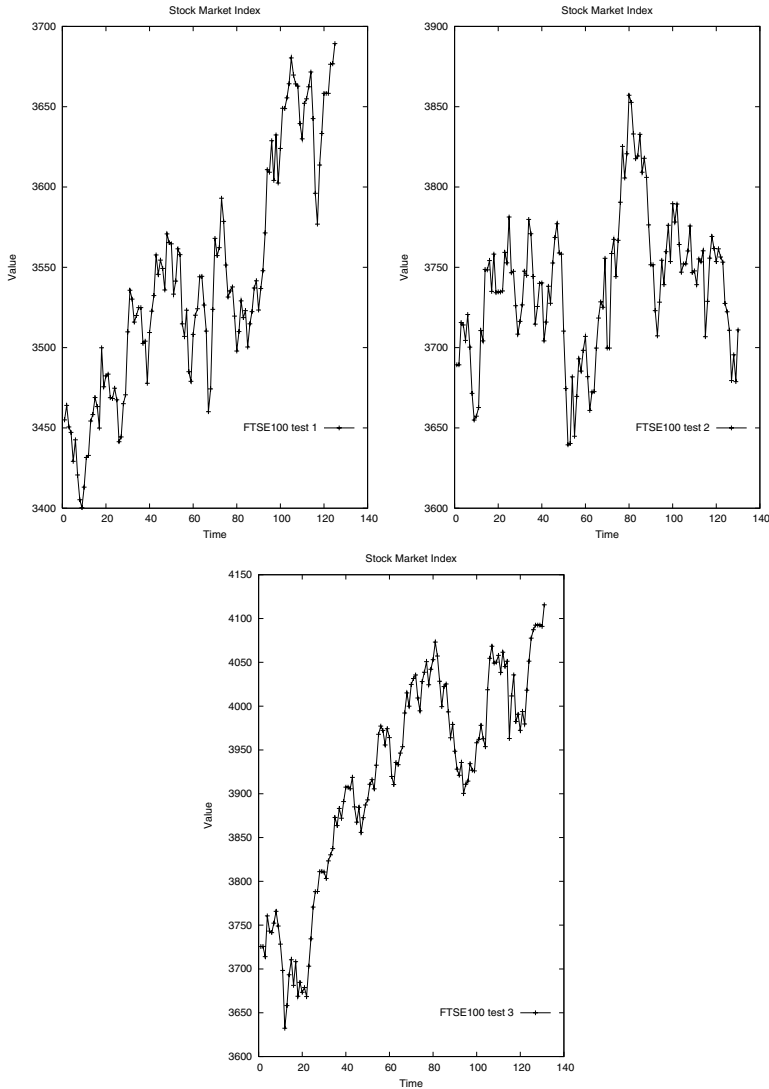 Stock Market Index
3700
3650
3600
3550
3500
3450
3400
Value
FTSE100 test 1
0 20 40 60 80 100 120 140
Time
Stock Market Index
3900
3850
3800
3750
3700
3650
3600
Value
FTSE100 test 2
0 20 40 60 80 100 120 140
Time
Stock Market Index
4150
4100
4050
4000
3950
3900
3850
3800
3750
3700
3650
3600
Value
FTSE100 test 3
0 20 40 60 80 100 120 140
Time